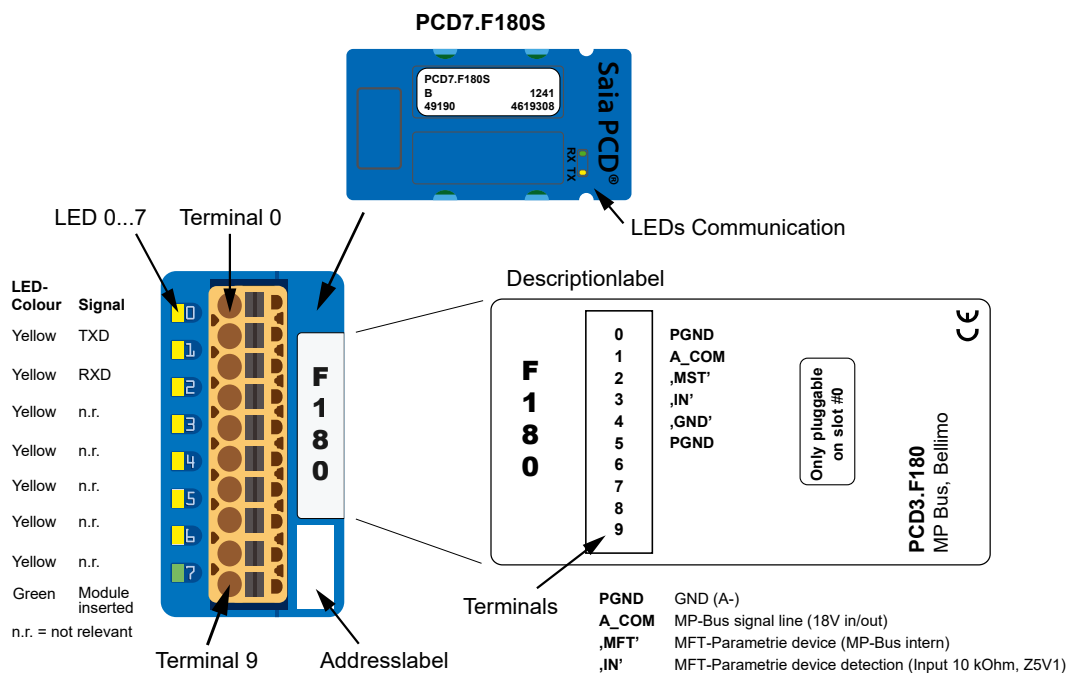 PCD7.F180S
PCD7.F180S
B 1241
49190 4619308
Saia PCD®
RX TX
LEDs Communication
LED 0...7
Terminal 0
LED-
Colour Signal
Yellow TXD
Yellow RXD
Yellow n.r.
Yellow n.r.
Yellow n.r.
Yellow n.r.
Yellow n.r.
Green Module
inserted
n.r. = not relevant
0
1
2
3
4
5
6
7
F
1
8
0
Terminal 9
Addresslabel
Descriptionlabel
F
1
8
0
0 PGND
1 A_COM
2 ‚MST’
3 ‚IN’
4 ‚GND’
5 PGND
6
7
8
9
Only pluggable
on slot #0
PCD3.F180
MP Bus, Bellimo
CE
Terminals
PGND GND (A-)
A_COM MP-Bus signal line (18V in/out)
‚MFT’ MFT-Parametrie device (MP-Bus intern)
‚IN’ MFT-Parametrie device detection (Input 10 kOhm, Z5V1)